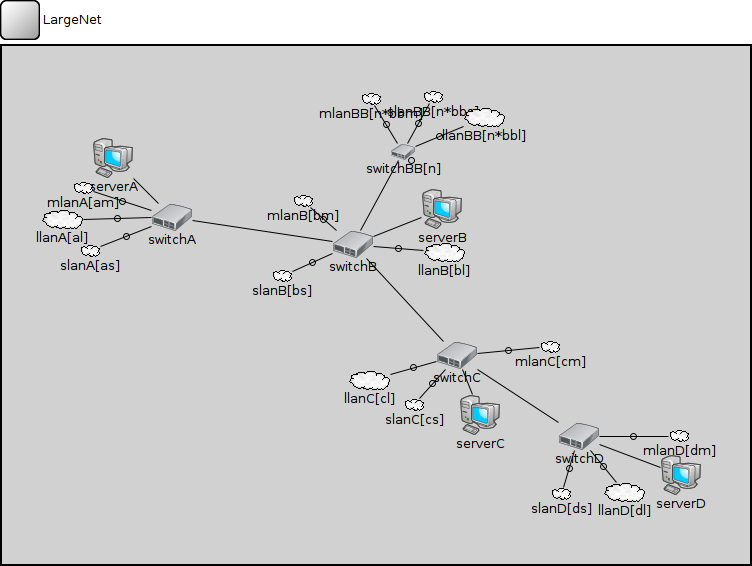 LargeNet
mlanBB[n*bbm]
slanBB[n*bbs]
llanBB[n*bbl]
switchBB[n]
serverA
mlanA[am]
llanA[al]
switchA
slanA[as]
mlanB[bm]
serverB
switchB
llanB[bl]
slanB[bs]
mlanC[cm]
switchC
llanC[cl]
slanC[cs]
serverC
mlanD[dm]
switchD
slanD[ds]
llanD[dl]
serverD